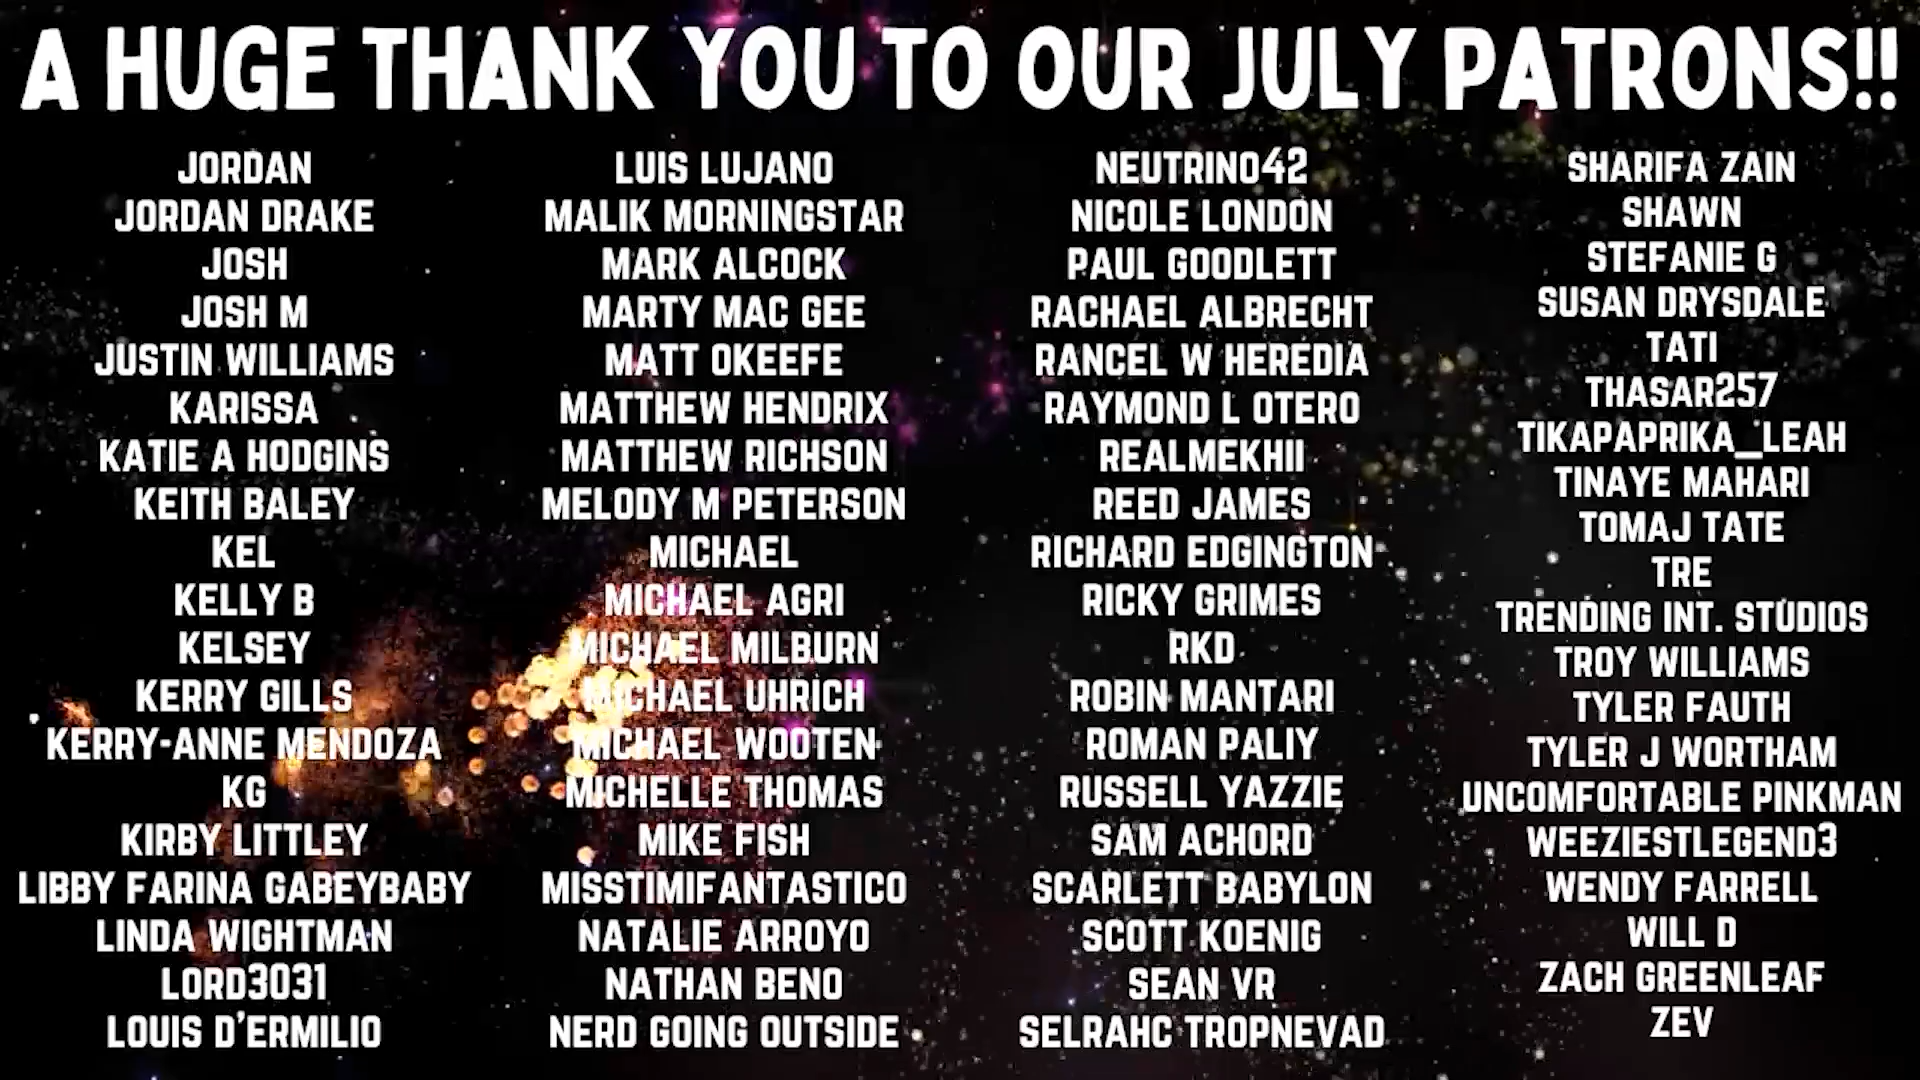 A HUGE THANK YOU TO OUR JULY PATRONS!!
JORDAN
JORDAN DRAKE
JOSH
JOSH M
JUSTIN WILLIAMS
KARISSA
KATIE A HODGINS
KEITH BALEY
KEL
KELLY B
KELSEY
KERRY GILLS
KERRY-ANNE MENDOZA
KG
KIRBY LITTLEY
LIBBY FARINA GABEYBABY
LINDA WIGHTMAN
LORD3031
LOUIS D'ERMILIO
LUIS LUJANO
MALIK MORNINGSTAR
MARK ALCOCK
MARTY MAC GEE
MATT OKEEFE
MATTHEW HENDRIX
MATTHEW RICHSON
MELODY M PETERSON
MICHAEL
MICHAEL AGRI
MICHAEL MILBURN
MICHAEL UHRICH
MICHAEL WOOTEN
MICHELLE THOMAS
MIKE FISH
MISSTIMIFANTASTICO
NATALIE ARROYO
NATHAN BENO
NERD GOING OUTSIDE
NEUTRINO42
NICOLE LONDON
PAUL GOODLETT
RACHAEL ALBRECHT
RANCEL W HEREDIA
RAYMOND L OTERO
REALMEKHII
REED JAMES
RICHARD EDGINGTON
RICKY GRIMES
RKD
ROBIN MANTARI
ROMAN PALIY
RUSSELL YAZZIE
SAM ACHORD
SCARLETT BABYLON
SCOTT KOENIG
SEAN VR
SELRAHC TROPNEVAD
SHARIFA ZAIN
SHAWN
STEFANIE G
SUSAN DRYSDALE
TATI
THASAR257
TIKAPAPRIKA_LEAH
TINAYE MAHARI
TOMAJ TATE
TRE
TRENDING INT. STUDIOS
TROY WILLIAMS
TYLER FAUTH
TYLER J WORTHAM
UNCOMFORTABLE PINKMAN
WEEZIESTLEGEND3
WENDY FARRELL
WILL D
ZACH GREENLEAF
ZEV